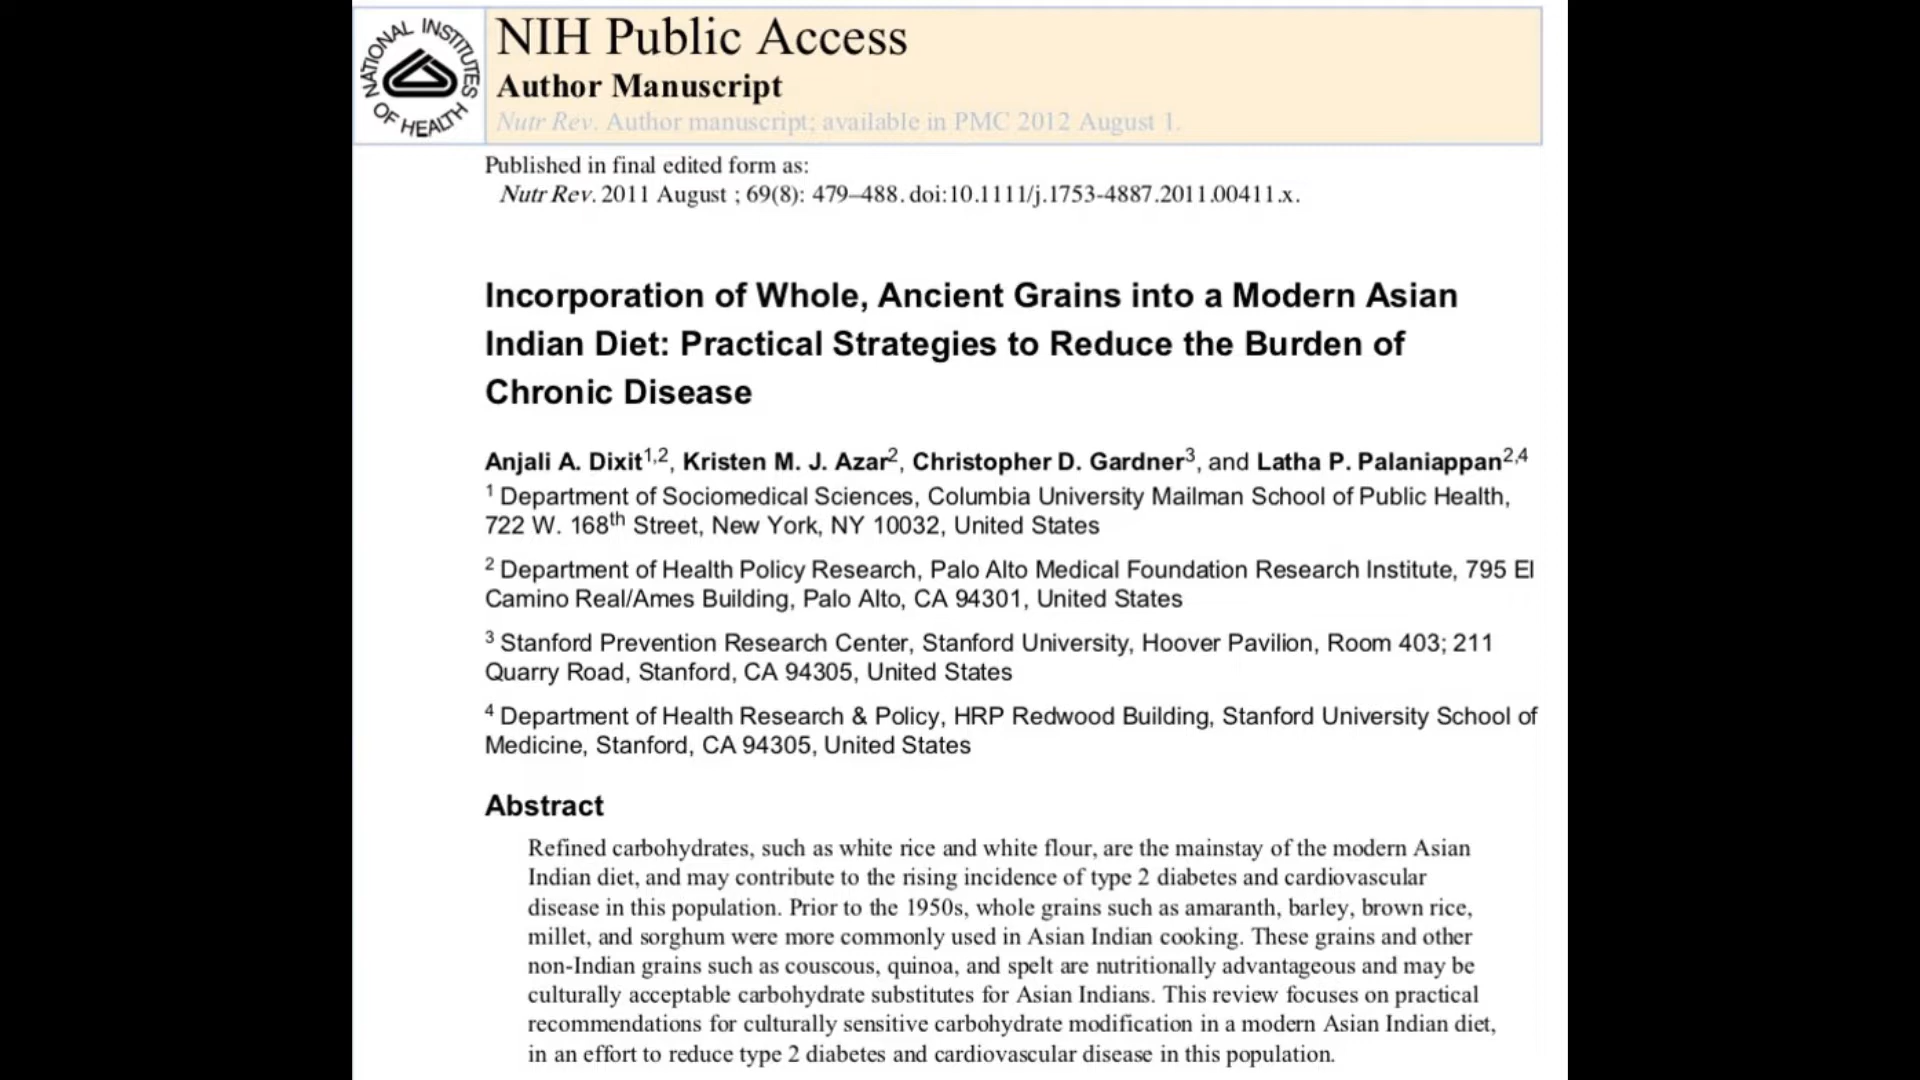 NATIONAL INSTITUTES OF HEALTH
NIH Public Access
Author Manuscript
Nutr Rev. Author manuscript; available in PMC 2012 August 1.
Published in final edited form as:
Nutr Rev. 2011 August ; 69(8): 479–488. doi:10.1111/j.1753-4887.2011.00411.x.
Incorporation of Whole, Ancient Grains into a Modern Asian
Indian Diet: Practical Strategies to Reduce the Burden of
Chronic Disease
Anjali A. Dixit1,2, Kristen M. J. Azar2, Christopher D. Gardner3, and Latha P. Palaniappan2,4
1 Department of Sociomedical Sciences, Columbia University Mailman School of Public Health,
722 W. 168th Street, New York, NY 10032, United States
2 Department of Health Policy Research, Palo Alto Medical Foundation Research Institute, 795 El
Camino Real/Ames Building, Palo Alto, CA 94301, United States
3 Stanford Prevention Research Center, Stanford University, Hoover Pavilion, Room 403; 211
Quarry Road, Stanford, CA 94305, United States
4 Department of Health Research & Policy, HRP Redwood Building, Stanford University School of
Medicine, Stanford, CA 94305, United States
Abstract
Refined carbohydrates, such as white rice and white flour, are the mainstay of the modern Asian
Indian diet, and may contribute to the rising incidence of type 2 diabetes and cardiovascular
disease in this population. Prior to the 1950s, whole grains such as amaranth, barley, brown rice,
millet, and sorghum were more commonly used in Asian Indian cooking. These grains and other
non-Indian grains such as couscous, quinoa, and spelt are nutritionally advantageous and may be
culturally acceptable carbohydrate substitutes for Asian Indians. This review focuses on practical
recommendations for culturally sensitive carbohydrate modification in a modern Asian Indian diet,
in an effort to reduce type 2 diabetes and cardiovascular disease in this population.